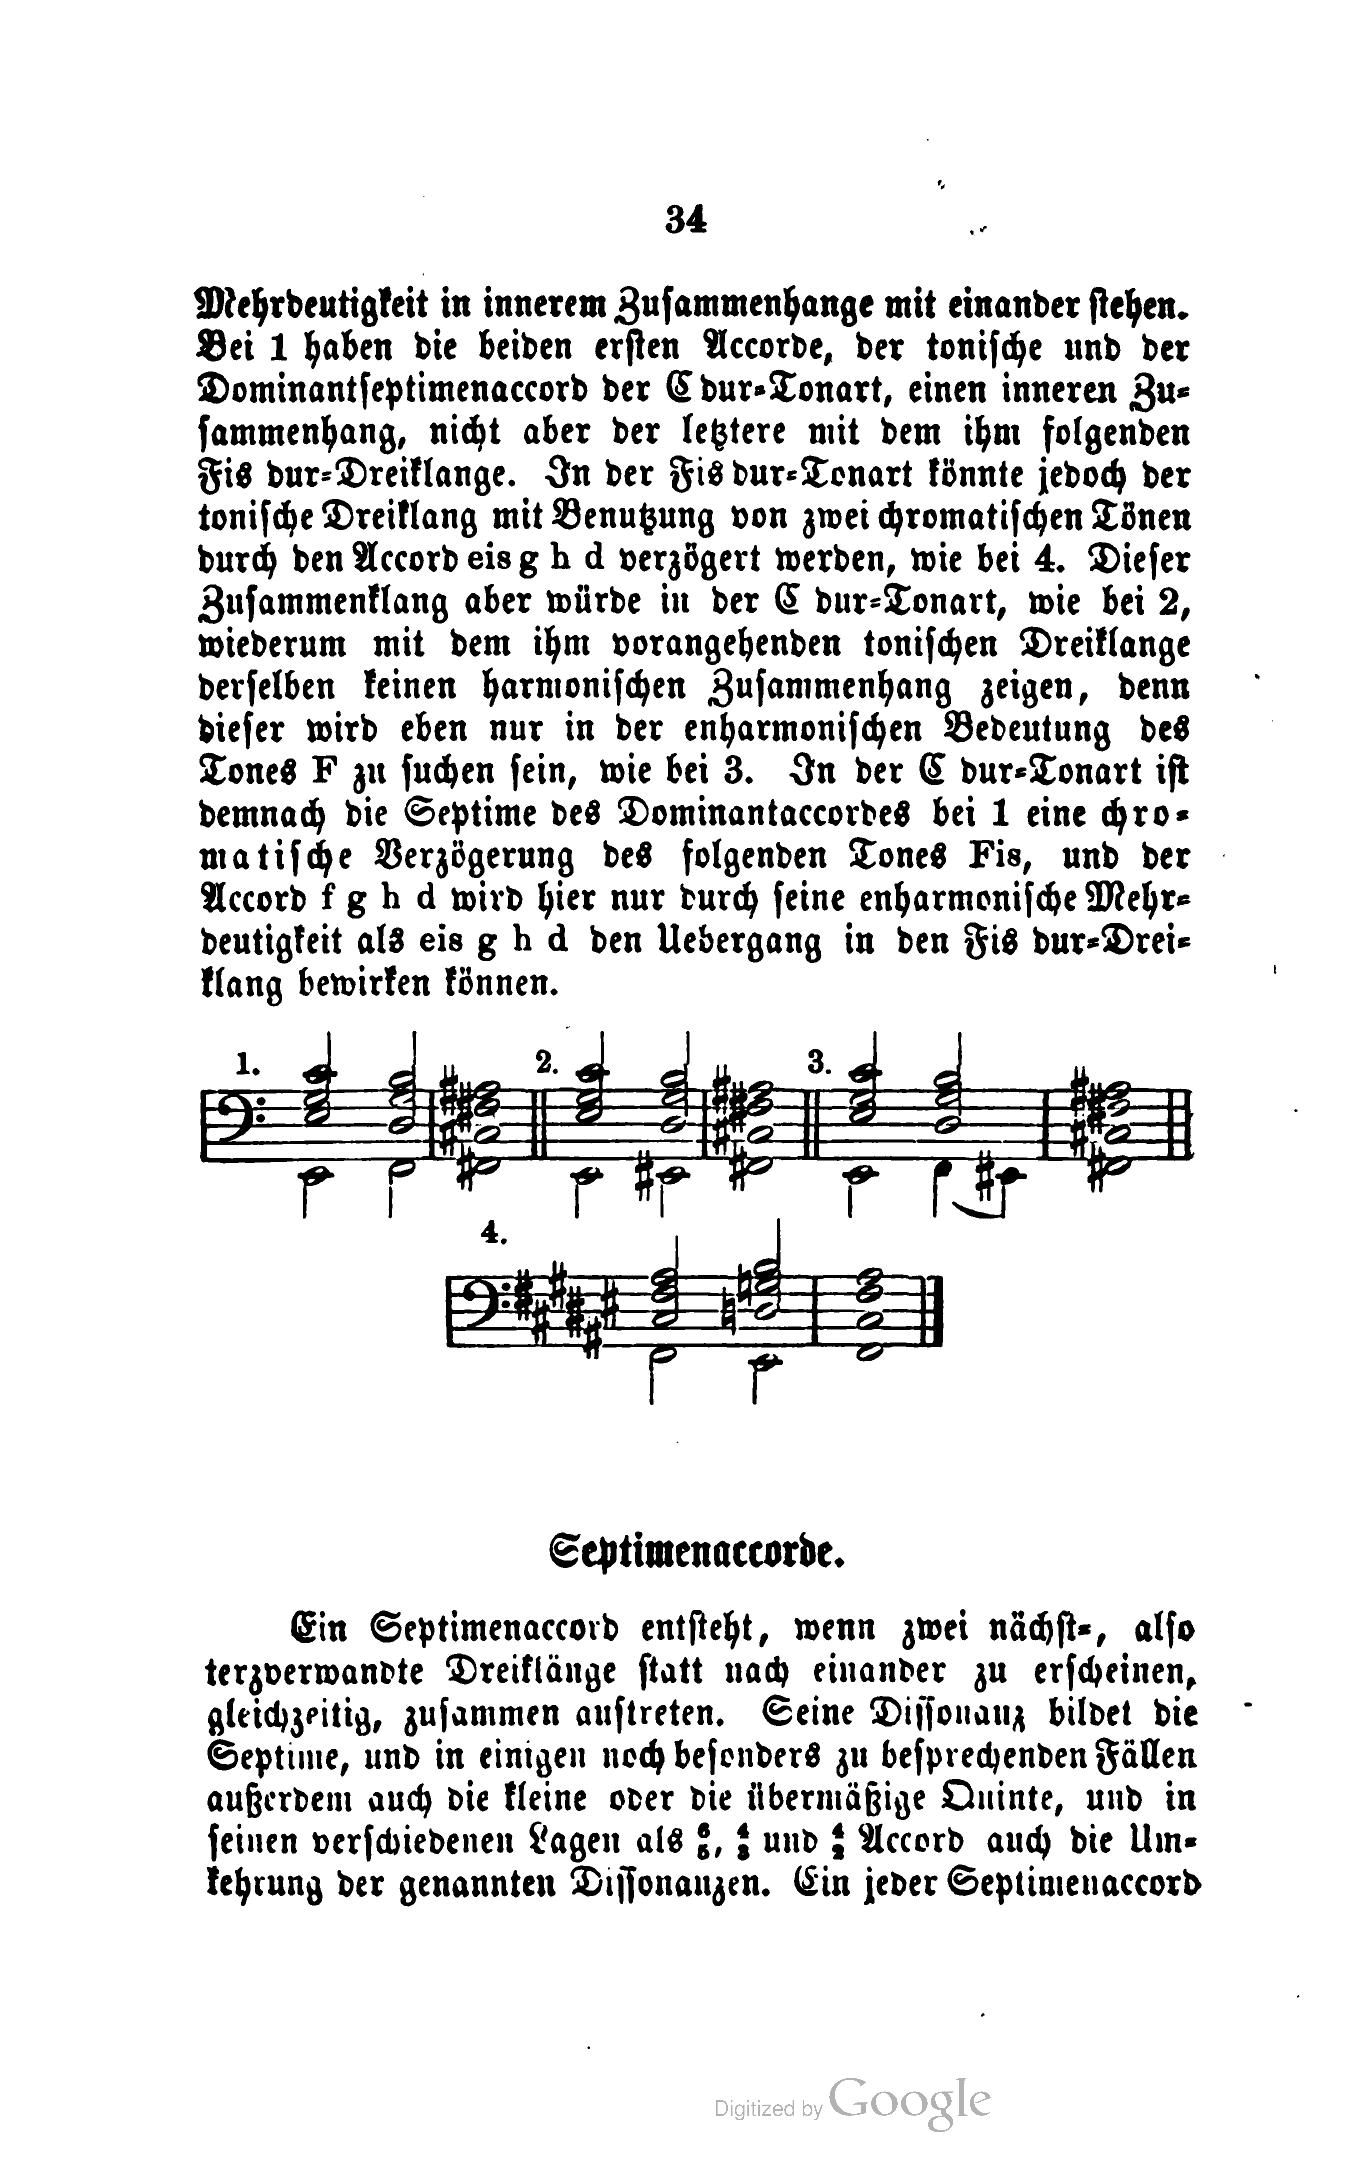 34
Mehrdeutigkeit in innerem Zusammenhange mit einander stehen.
Bei 1 haben die beiden ersten Accorde, der tonische und der
Dominantseptimenaccord der C dur-Tonart, einen inneren Zu-
sammenhang, nicht aber der letztere mit dem ihm folgenden
Fis dur-Dreiklange. In der Fis dur-Tonart könnte jedoch der
tonische Dreiklang mit Benutzung von zwei chromatischen Tönen
durch den Accord eis g h d verzögert werden, wie bei 4. Dieser
Zusammenklang aber würde in der C dur-Tonart, wie bei 2,
wiederum mit dem ihm vorangehenden tonischen Dreiklange
derselben keinen harmonischen Zusammenhang zeigen, denn
dieser wird eben nur in der enharmonischen Bedeutung des
Tones F zu suchen sein, wie bei 3. In der C dur-Tonart ist
demnach die Septime des Dominantaccordes bei 1 eine chro-
matische Verzögerung des folgenden Tones Fis, und der
Accord f g h d wird hier nur durch seine enharmonische Mehr-
deutigkeit als eis g h d den Uebergang in den Fis dur-Drei-
klang bewirken können.
1. 2. 3.
4.
Septimenaccorde.
Ein Septimenaccord entsteht, wenn zwei nächst-, also
terzverwandte Dreiklänge statt nach einander zu erscheinen,
gleichzeitig, zusammen auftreten. Seine Dissonanz bildet die
Septime, und in einigen noch besonders zu besprechenden Fällen
außerdem auch die kleine oder die übermäßige Quinte, und in
seinen verschiedenen Lagen als 6/5, 4/3 und 4/2 Accord auch die Um-
kehrung der genannten Dissonanzen. Ein jeder Septimenaccord
Digitized by Google